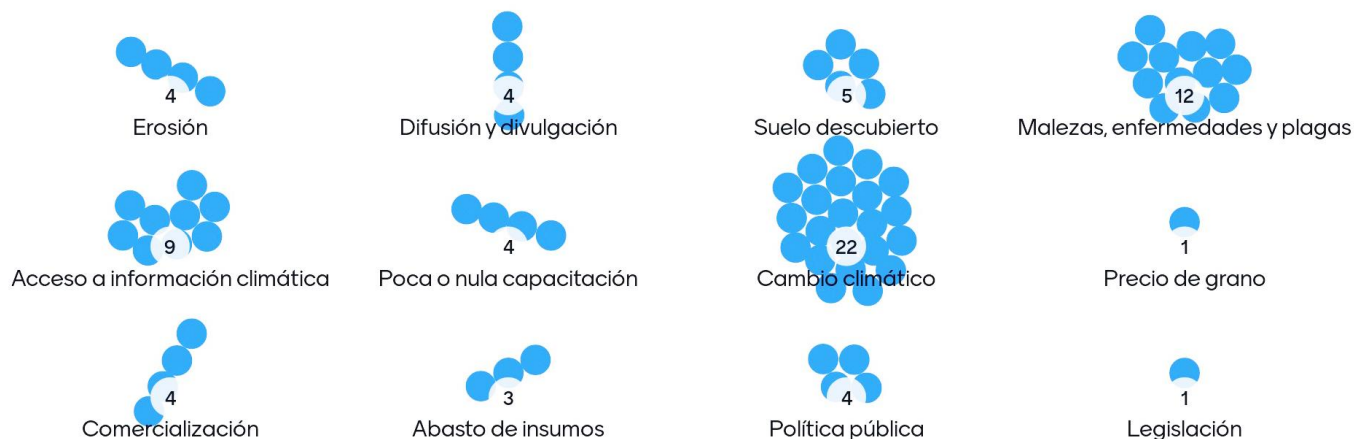 4
4
5
12
Erosión
Difusión y divulgación
Suelo descubierto
Malezas, enfermedades y plagas
9
4
22
1
Acceso a información climática
Poca o nula capacitación
Cambio climático
Precio de grano
4
3
4
1
Comercialización
Abasto de insumos
Política pública
Legislación